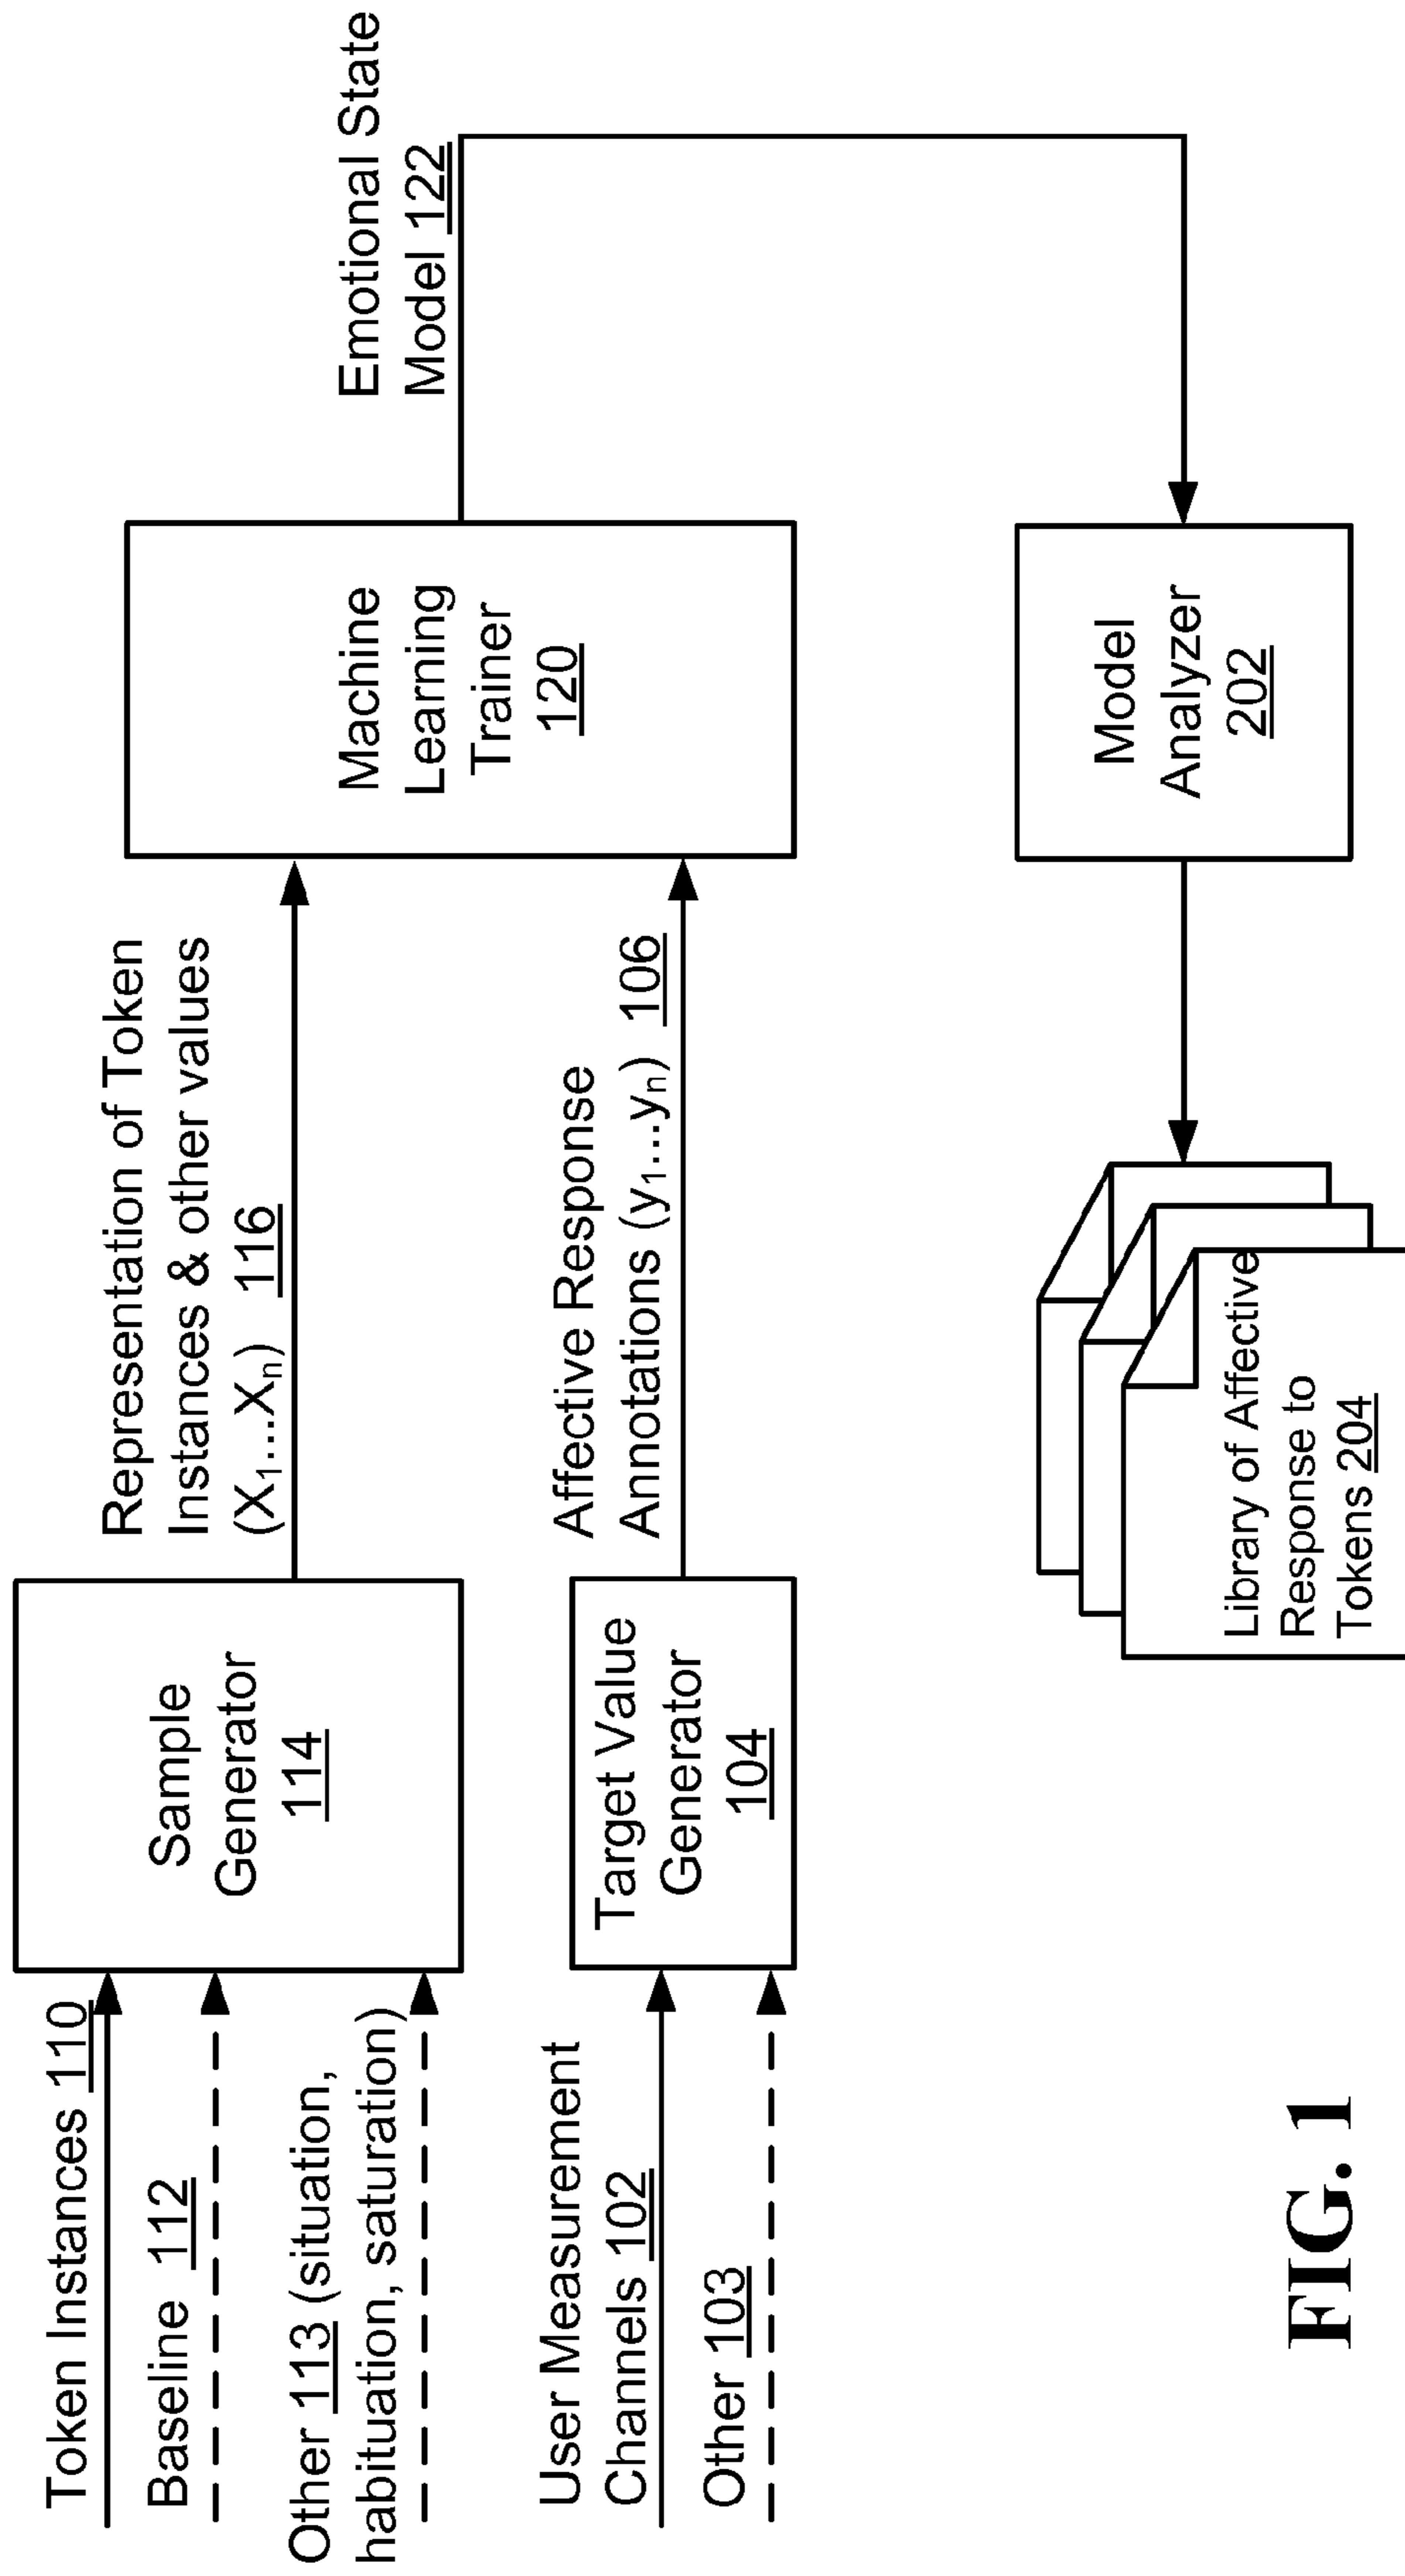 Token Instances 110
Baseline 112
Other 113 (situation,
habituation, saturation)
Sample
Generator
114
Representation of Token
Instances & other values
(X₁...Xₙ) 116
User Measurement
Channels 102
Other 103
Target Value
Generator
104
Affective Response
Annotations (y₁...yₙ) 106
Machine
Learning
Trainer
120
Emotional State
Model 122
Model
Analyzer
202
Library of Affective
Response to
Tokens 204
FIG. 1